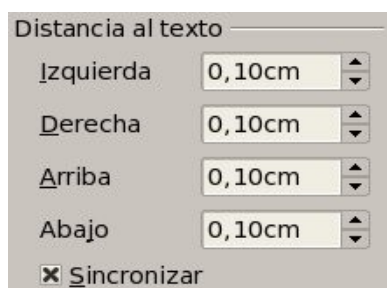 Distancia al texto
Izquierda 0,10cm
Derecha 0,10cm
Arriba 0,10cm
Abajo 0,10cm
Sincronizar